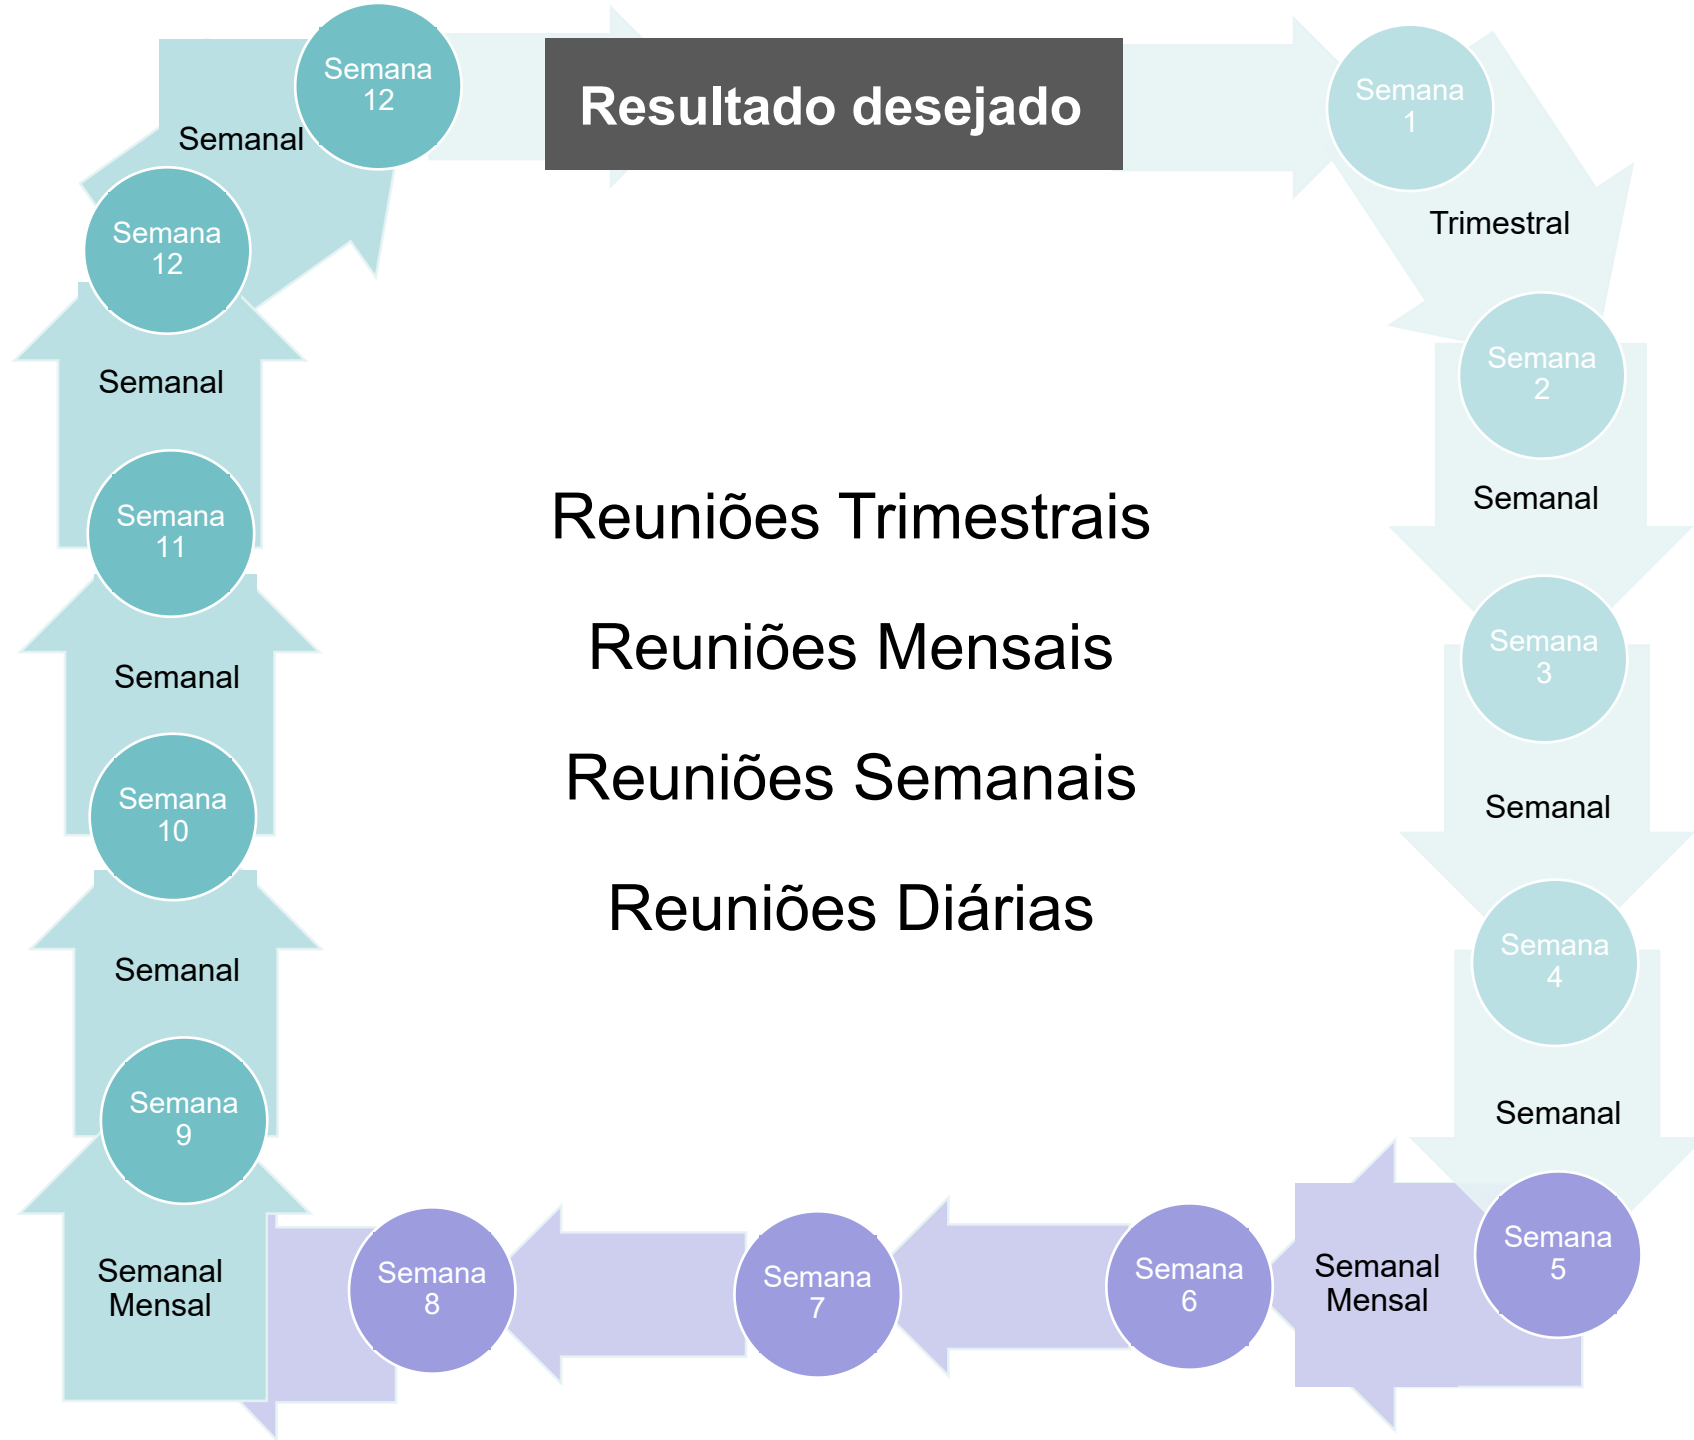 Resultado desejado
Semana
1
Trimestral
Semana
2
Semanal
Semana
3
Semanal
Semana
4
Semanal
Semana
5
Semanal
Mensal
Semana
6
Semana
7
Semana
8
Semanal
Mensal
Semana
9
Semanal
Semana
10
Semanal
Semana
11
Semanal
Semana
12
Semanal
Semana
12
Reuniões Trimestrais
Reuniões Mensais
Reuniões Semanais
Reuniões Diárias